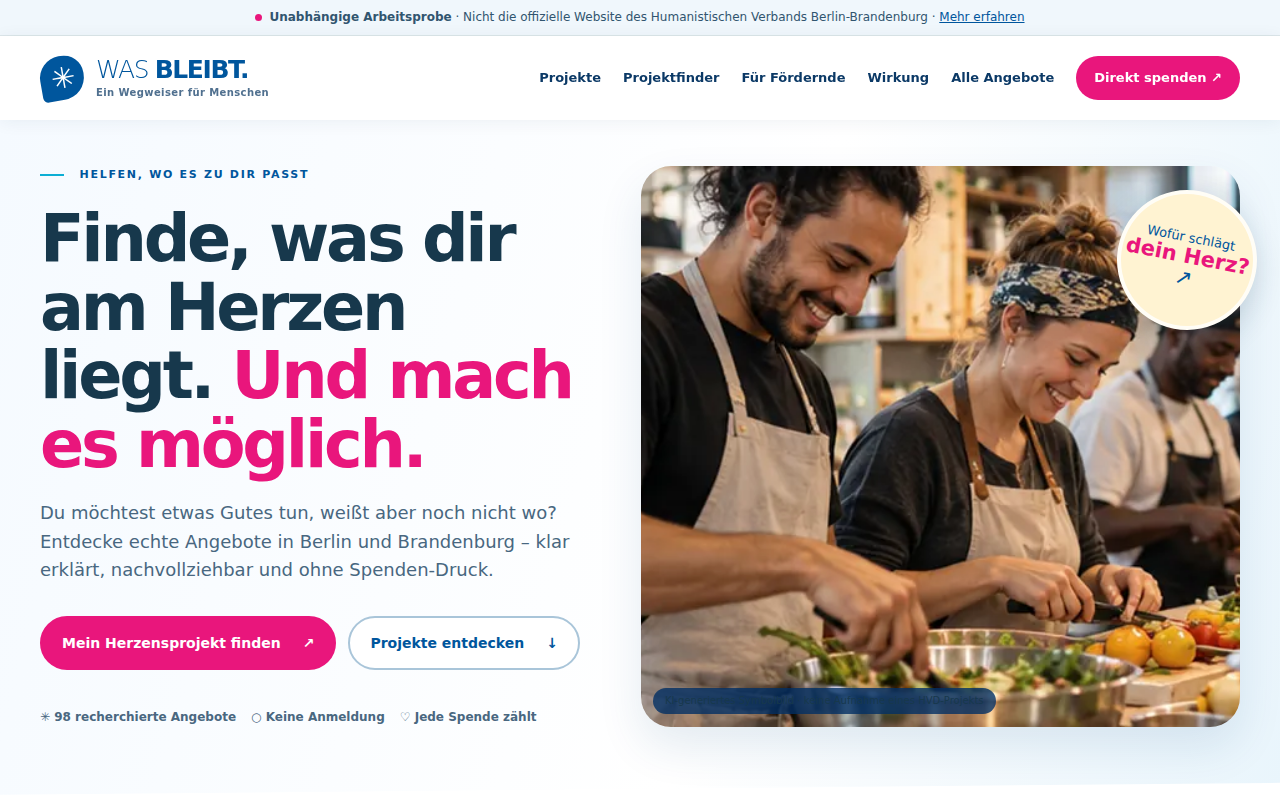 Unabhängige Arbeitsprobe · Nicht die offizielle Website des Humanistischen Verbands Berlin-Brandenburg · Mehr erfahren
WAS BLEIBT.
Ein Wegweiser für Menschen
Projekte
Projektfinder
Für Fördernde
Wirkung
Alle Angebote
Direkt spenden ↗
HELFEN, WO ES ZU DIR PASST
Finde, was dir
am Herzen
liegt. Und mach
es möglich.
Du möchtest etwas Gutes tun, weißt aber noch nicht wo?
Entdecke echte Angebote in Berlin und Brandenburg – klar
erklärt, nachvollziehbar und ohne Spenden-Druck.
Mein Herzensprojekt finden ↗
Projekte entdecken ↓
✳ 98 recherchierte Angebote
○ Keine Anmeldung
♡ Jede Spende zählt
Wofür schlägt
dein Herz?
↗